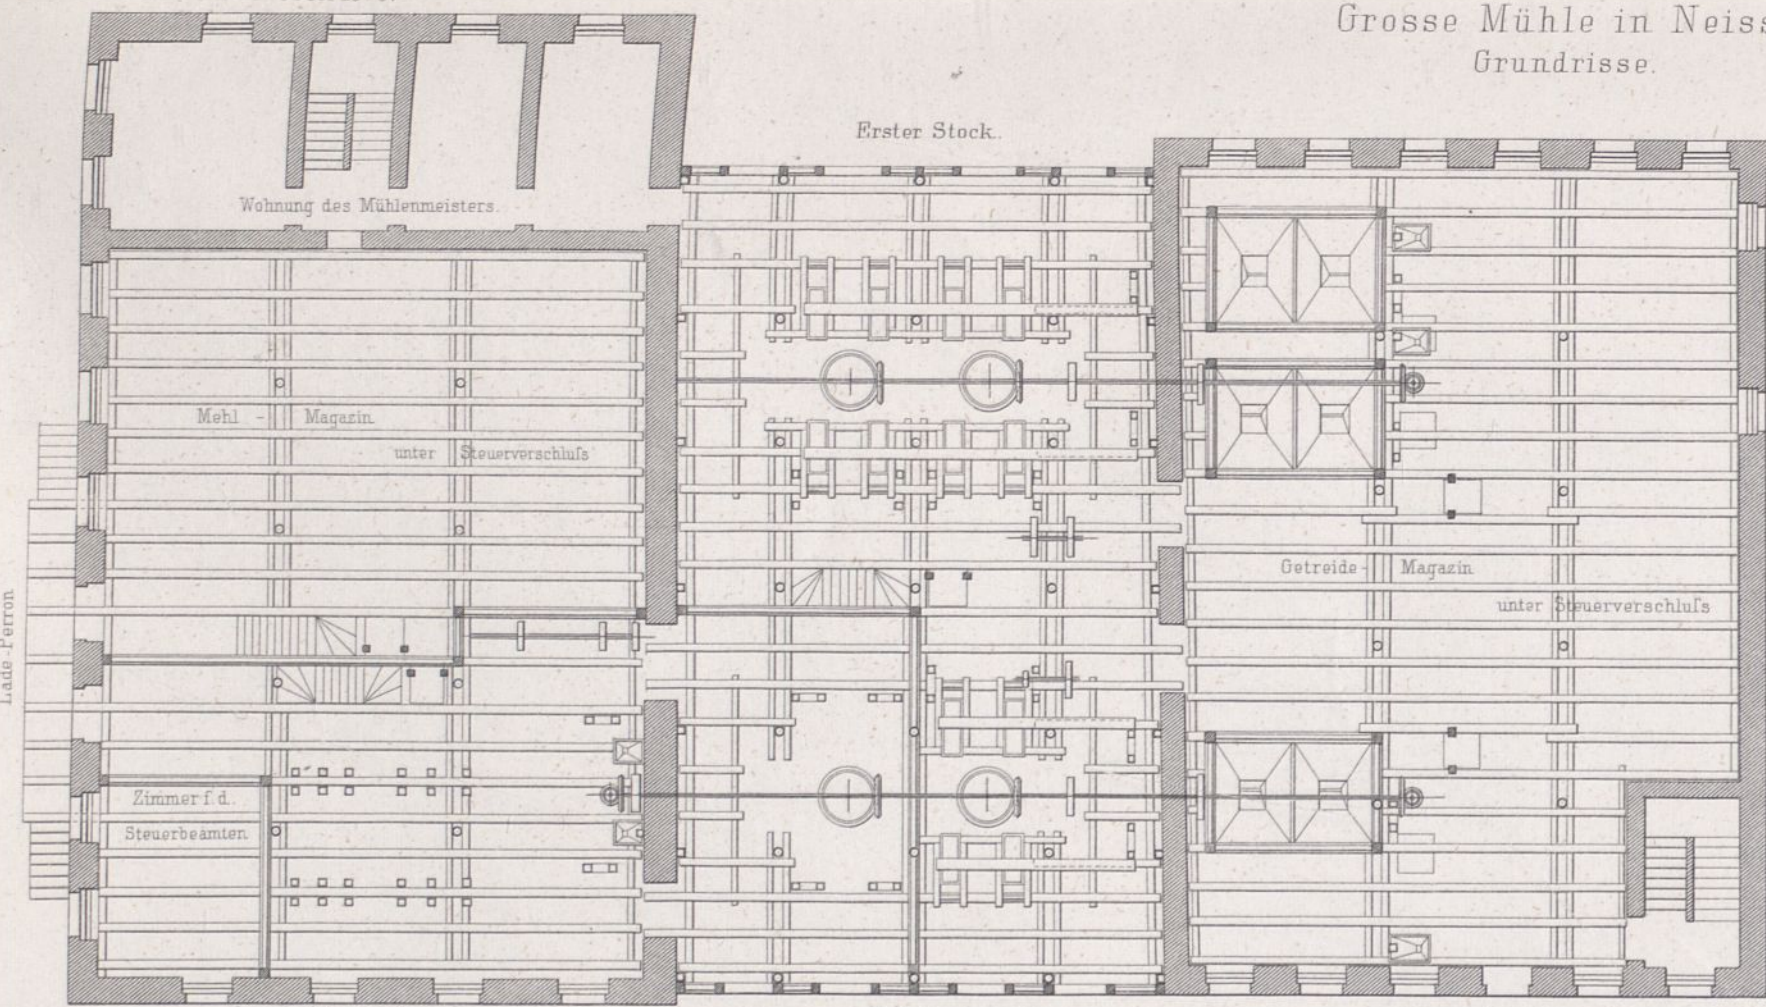 Grosse Mühle in Neiss
Grundrisse.
Erster Stock.
Wohnung des Mühlenmeisters.
Mehl - Magazin
unter Steuerverschluſs
Getreide - Magazin
unter Steuerverschluſs
Lade-Perron
Zimmer f. d.
Steuerbeamten